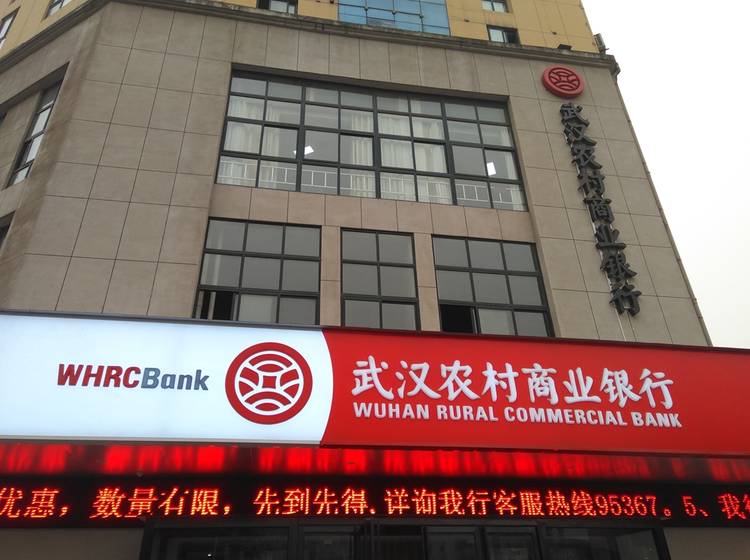 武汉农村商业银行
WHRCBank
武汉农村商业银行
WUHAN RURAL COMMERCIAL BANK
优惠，数量有限，先到先得.详询我行客服热线95367。5、我